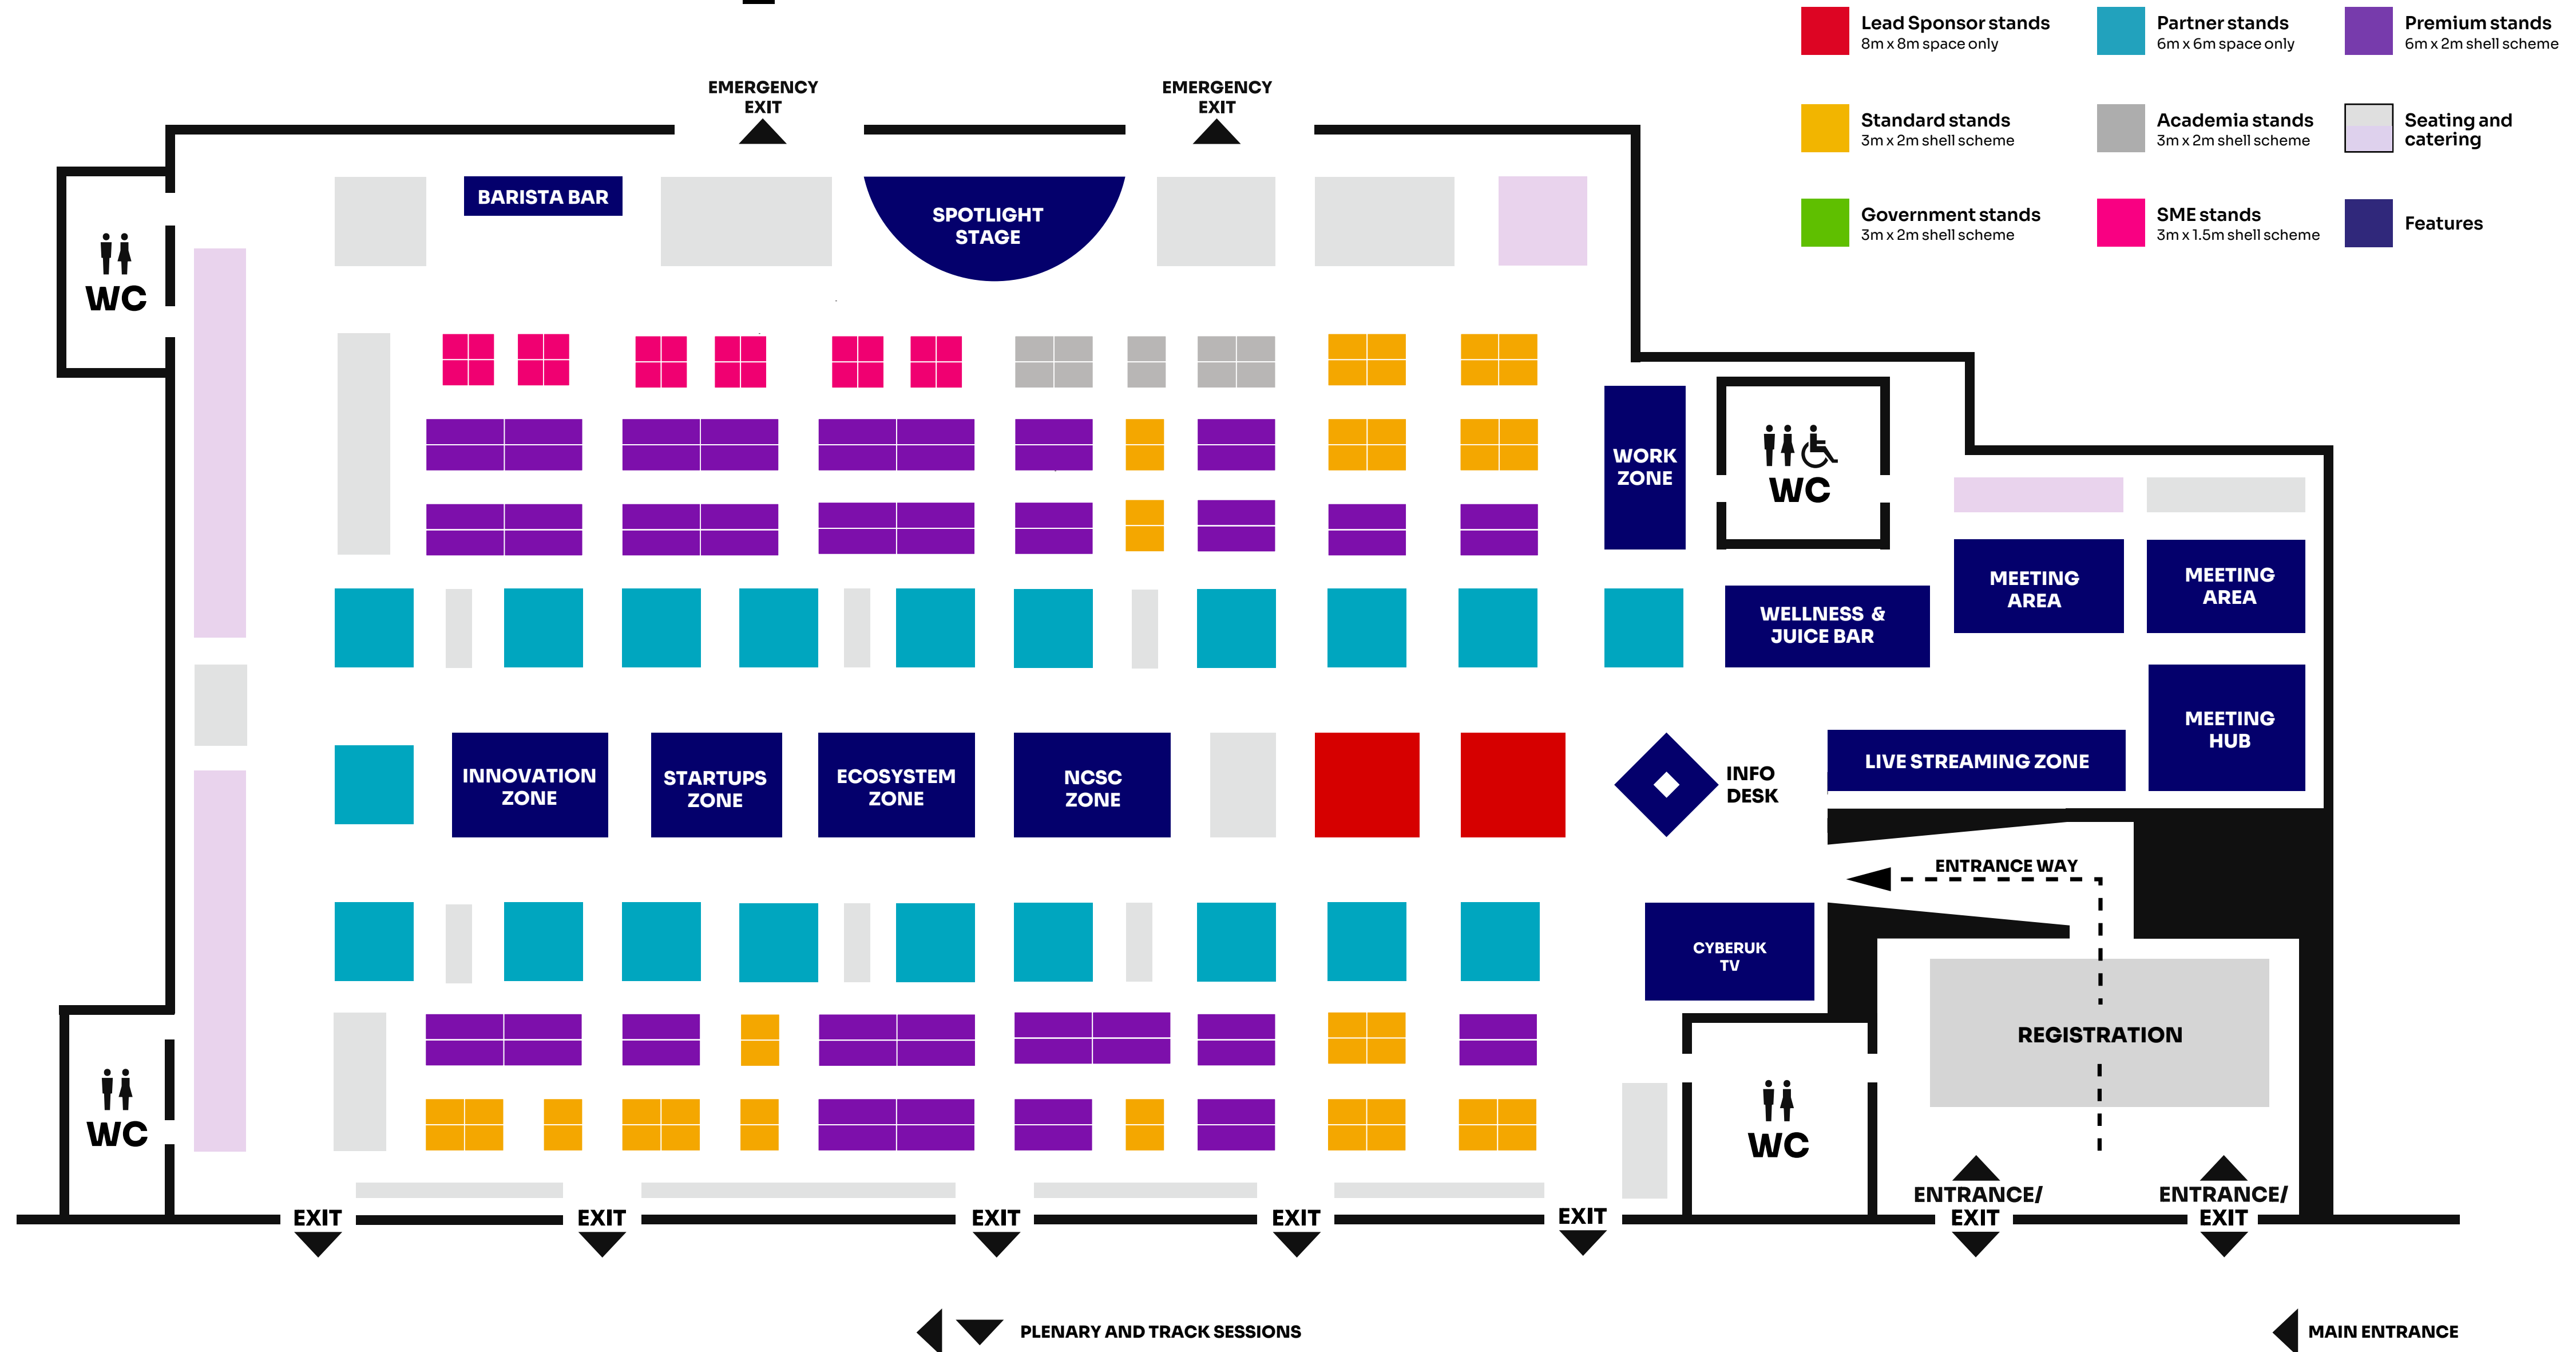 Lead Sponsor stands
8m x 8m space only
Partner stands
6m x 6m space only
Premium stands
6m x 2m shell scheme
Standard stands
3m x 2m shell scheme
Academia stands
3m x 2m shell scheme
Seating and
catering
Government stands
3m x 2m shell scheme
SME stands
3m x 1.5m shell scheme
Features
EMERGENCY
EXIT
EMERGENCY
EXIT
BARISTA BAR
SPOTLIGHT
STAGE
WC
WORK
ZONE
WC
MEETING
AREA
MEETING
AREA
WELLNESS &
JUICE BAR
MEETING
HUB
INNOVATION
ZONE
STARTUPS
ZONE
ECOSYSTEM
ZONE
NCSC
ZONE
INFO
DESK
LIVE STREAMING ZONE
ENTRANCE WAY
CYBERUK
TV
REGISTRATION
WC
WC
EXIT
EXIT
EXIT
EXIT
EXIT
ENTRANCE/
EXIT
ENTRANCE/
EXIT
PLENARY AND TRACK SESSIONS
MAIN ENTRANCE